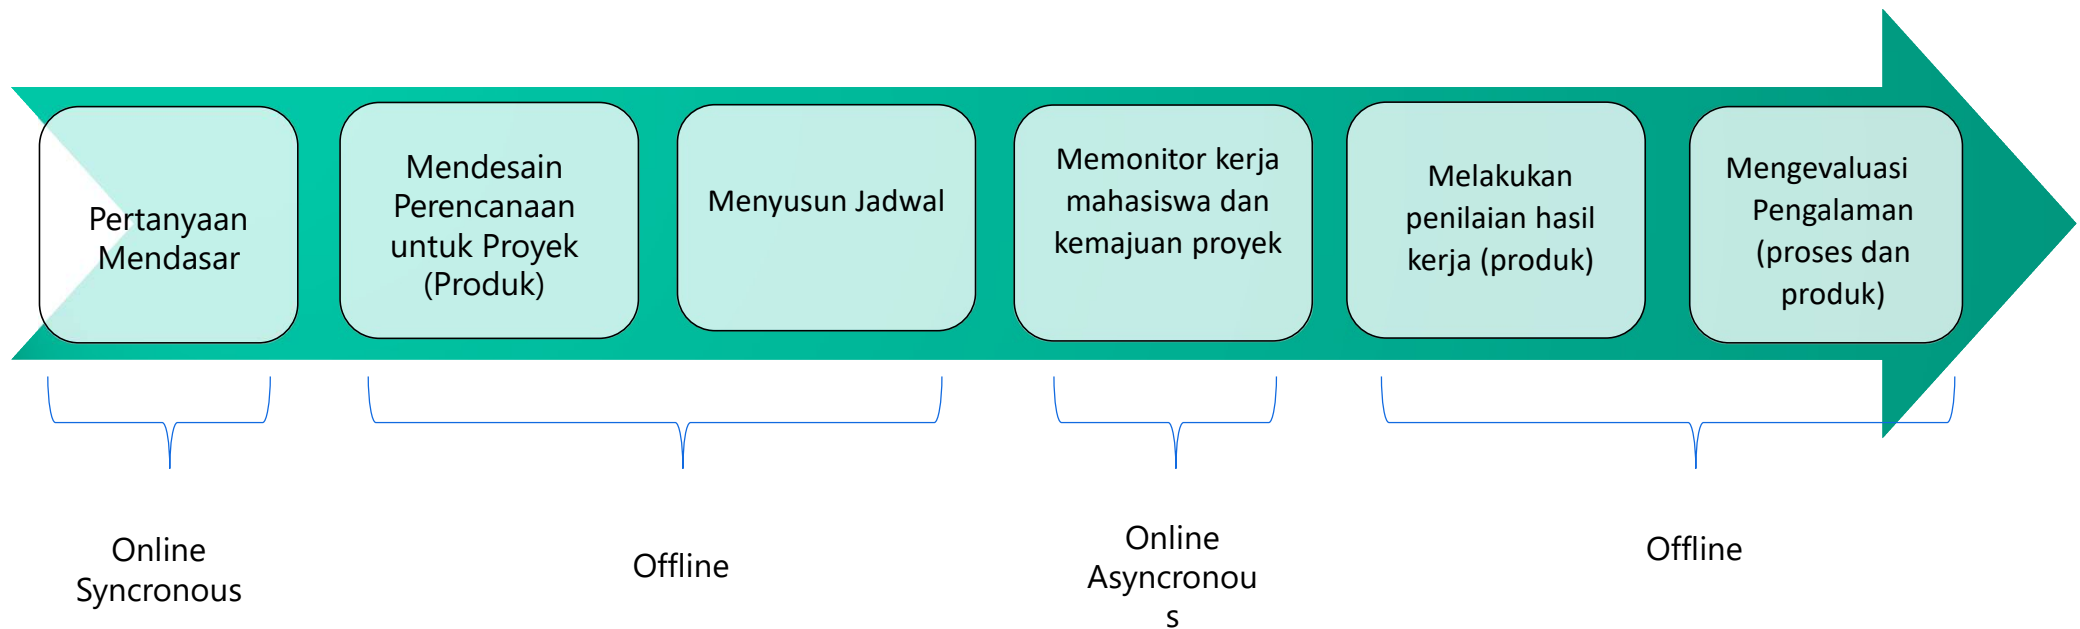 Pertanyaan
Mendasar
Mendesain
Perencanaan
untuk Proyek
(Produk)
Menyusun Jadwal
Memonitor kerja
mahasiswa dan
kemajuan proyek
Melakukan
penilaian hasil
kerja (produk)
Mengevaluasi
Pengalaman
(proses dan
produk)
Online
Syncronous
Offline
Online
Asyncronou
s
Offline